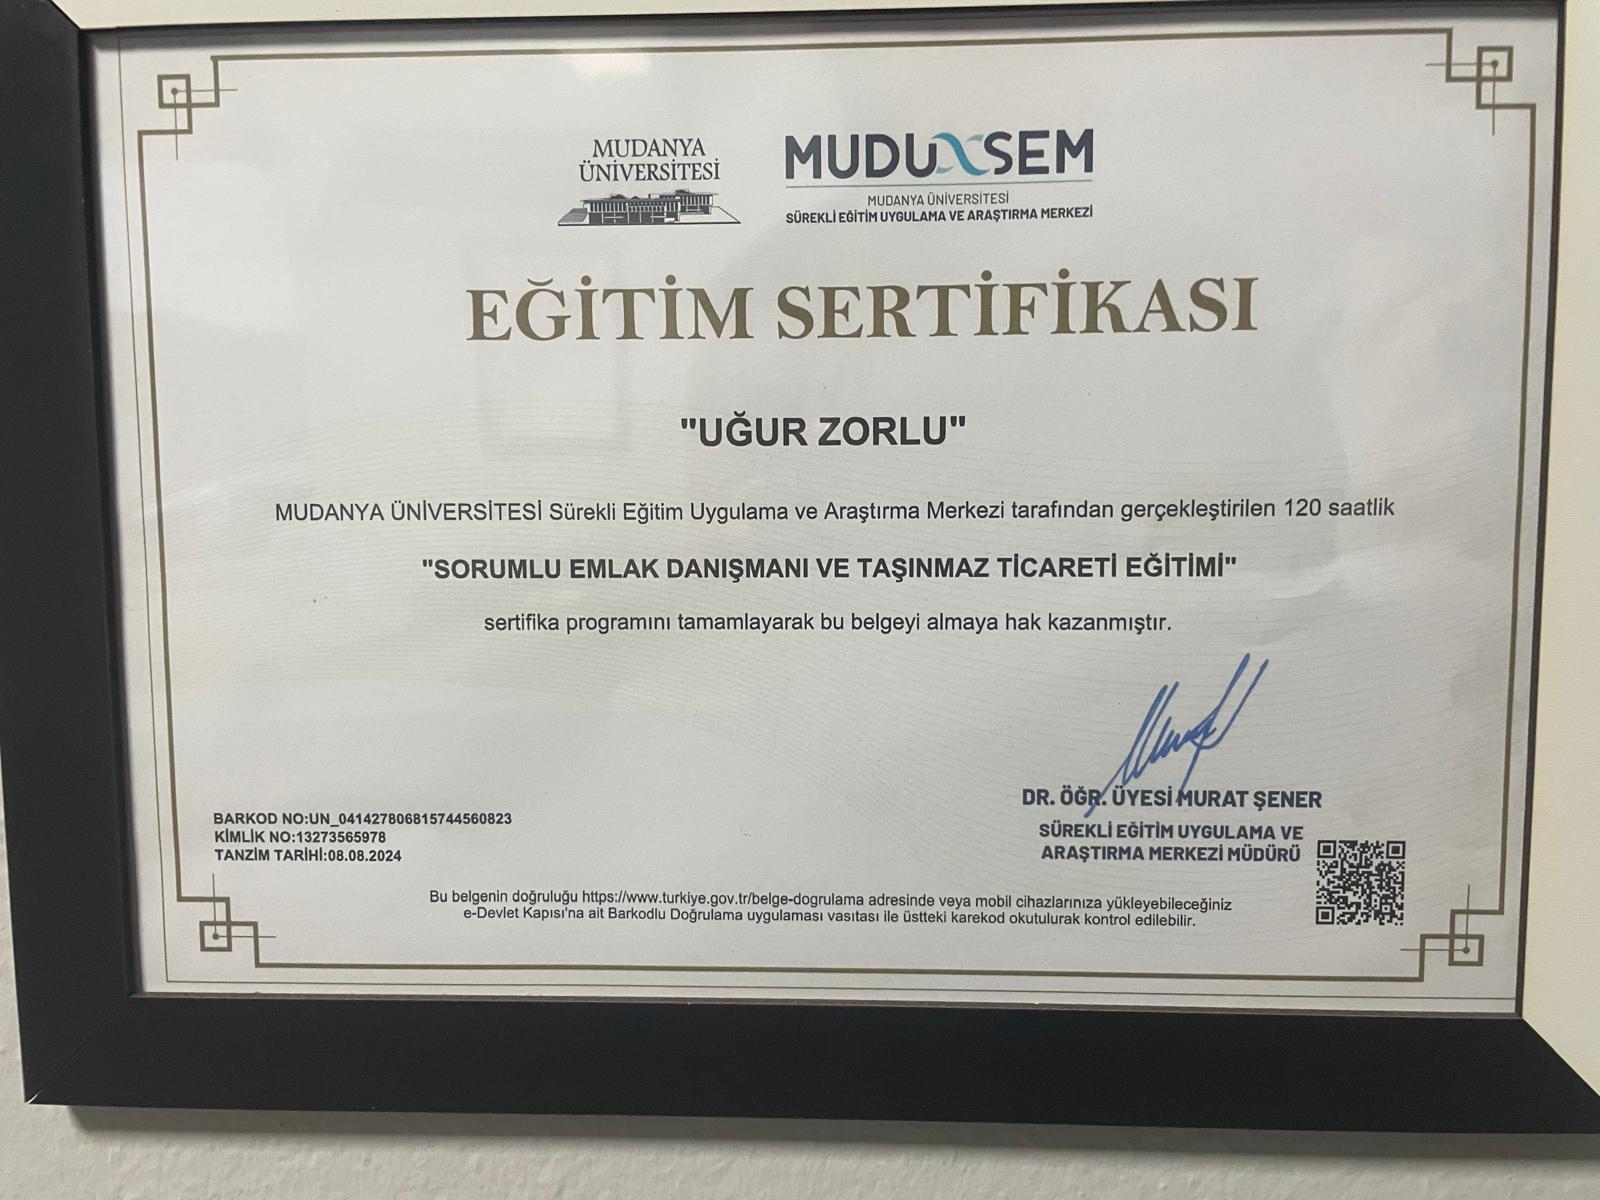 MUDANYA
ÜNİVERSİTESİ
MUDU SEM
MUDANYA ÜNİVERSİTESİ
SÜREKLİ EĞİTİM UYGULAMA VE ARAŞTIRMA MERKEZİ
EĞİTİM SERTİFİKASI
"UĞUR ZORLU"
MUDANYA ÜNİVERSİTESİ Sürekli Eğitim Uygulama ve Araştırma Merkezi tarafından gerçekleştirilen 120 saatlik
"SORUMLU EMLAK DANIŞMANI VE TAŞINMAZ TİCARETİ EĞİTİMİ"
sertifika programını tamamlayarak bu belgeyi almaya hak kazanmıştır.
DR. ÖĞR. ÜYESİ MURAT ŞENER
SÜREKLİ EĞİTİM UYGULAMA VE
ARAŞTIRMA MERKEZİ MÜDÜRÜ
BARKOD NO:UN_041427806815744560823
KİMLİK NO:13273565978
TANZİM TARİHİ:08.08.2024
Bu belgenin doğruluğu https://www.turkiye.gov.tr/belge-dogrulama adresinde veya mobil cihazlarınıza yükleyebileceğiniz
e-Devlet Kapısı'na ait Barkodlu Doğrulama uygulaması vasıtası ile üstteki karekod okutulurak kontrol edilebilir.